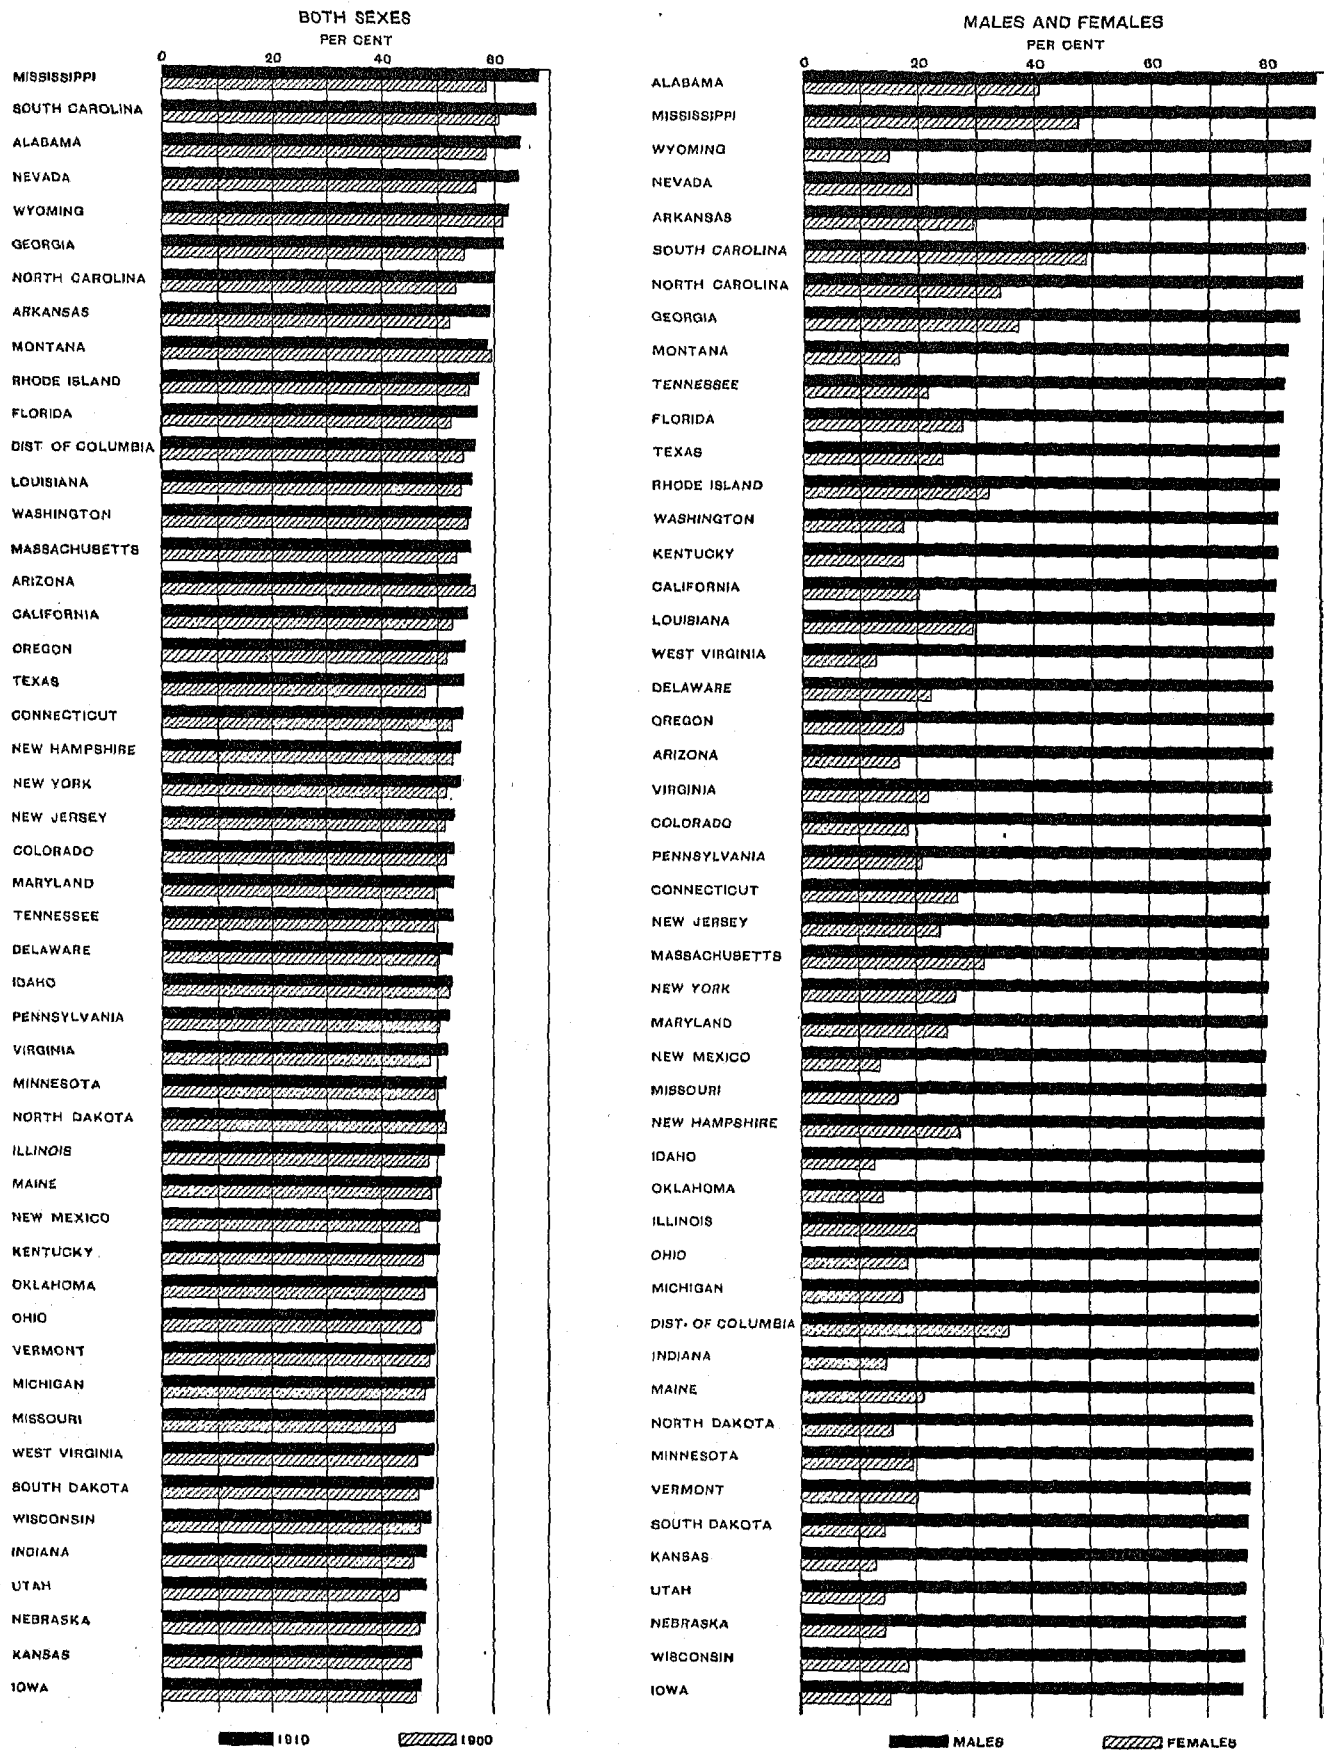 BOTH SEXES
PER CENT
0 20 40 60
MISSISSIPPI
SOUTH CAROLINA
ALABAMA
NEVADA
WYOMING
GEORGIA
NORTH CAROLINA
ARKANSAS
MONTANA
RHODE ISLAND
FLORIDA
DIST. OF COLUMBIA
LOUISIANA
WASHINGTON
MASSACHUSETTS
ARIZONA
CALIFORNIA
OREGON
TEXAS
CONNECTICUT
NEW HAMPSHIRE
NEW YORK
NEW JERSEY
COLORADO
MARYLAND
TENNESSEE
DELAWARE
IDAHO
PENNSYLVANIA
VIRGINIA
MINNESOTA
NORTH DAKOTA
ILLINOIS
MAINE
NEW MEXICO
KENTUCKY
OKLAHOMA
OHIO
VERMONT
MICHIGAN
MISSOURI
WEST VIRGINIA
SOUTH DAKOTA
WISCONSIN
INDIANA
UTAH
NEBRASKA
KANSAS
IOWA
1910 1900
MALES AND FEMALES
PER CENT
0 20 40 60 80
ALABAMA
MISSISSIPPI
WYOMING
NEVADA
ARKANSAS
SOUTH CAROLINA
NORTH CAROLINA
GEORGIA
MONTANA
TENNESSEE
FLORIDA
TEXAS
RHODE ISLAND
WASHINGTON
KENTUCKY
CALIFORNIA
LOUISIANA
WEST VIRGINIA
DELAWARE
OREGON
ARIZONA
VIRGINIA
COLORADO
PENNSYLVANIA
CONNECTICUT
NEW JERSEY
MASSACHUSETTS
NEW YORK
MARYLAND
NEW MEXICO
MISSOURI
NEW HAMPSHIRE
IDAHO
OKLAHOMA
ILLINOIS
OHIO
MICHIGAN
DIST. OF COLUMBIA
INDIANA
MAINE
NORTH DAKOTA
MINNESOTA
VERMONT
SOUTH DAKOTA
KANSAS
UTAH
NEBRASKA
WISCONSIN
IOWA
MALES FEMALES